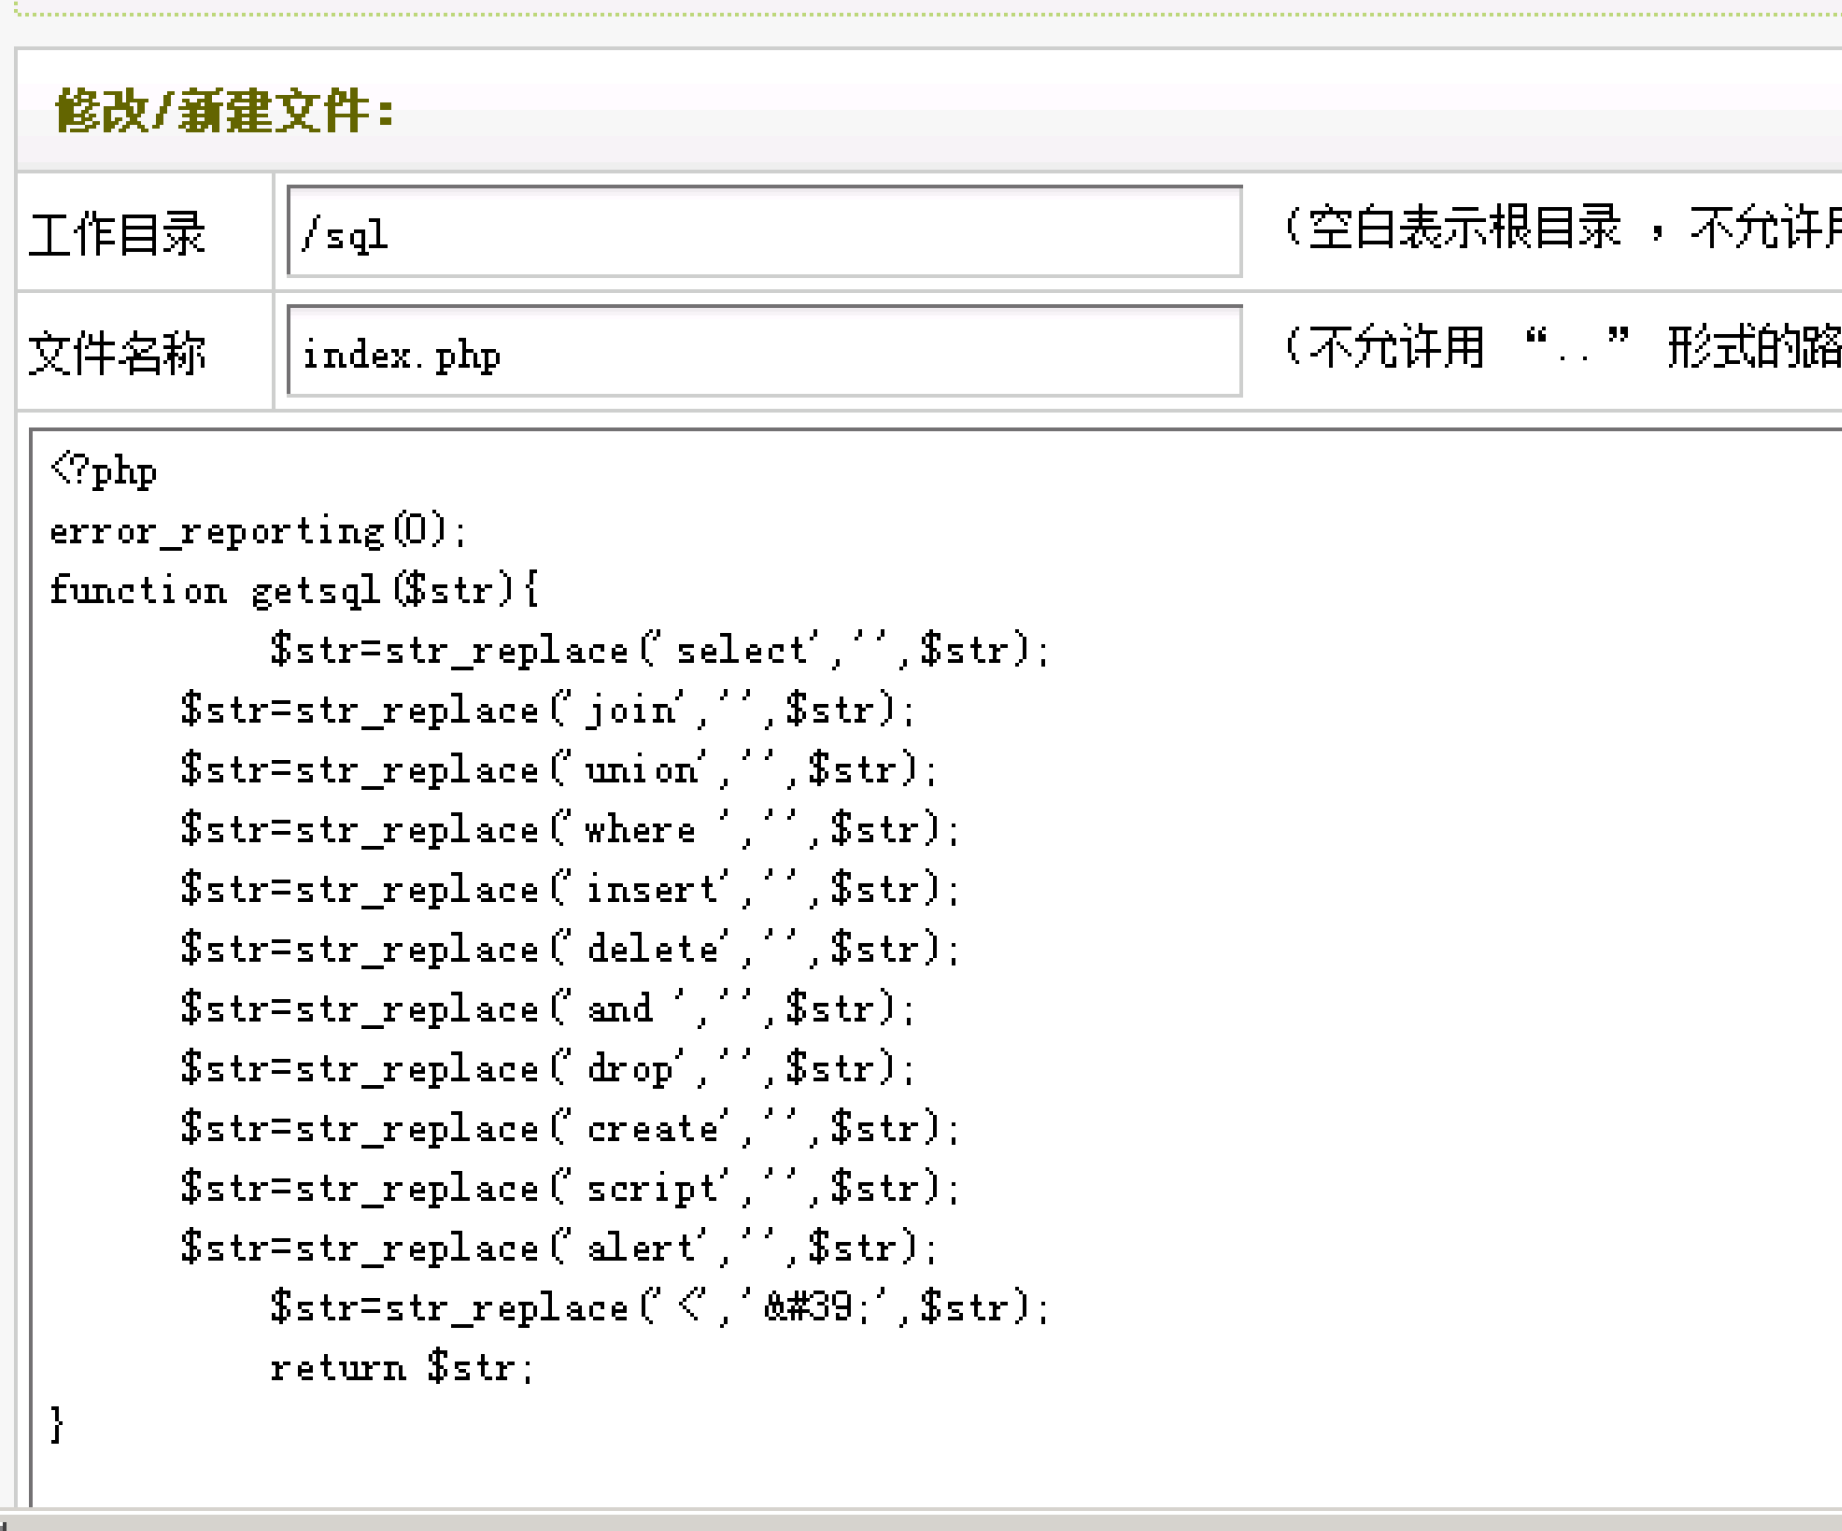 修改/新建文件:
工作目录 /sql (空白表示根目录 ，不允许用
文件名称 index.php (不允许用 “..” 形式的路
<?php
error_reporting(0);
function getsql($str){
$str=str_replace('select','',$str);
$str=str_replace('join','',$str);
$str=str_replace('union','',$str);
$str=str_replace('where ','',$str);
$str=str_replace('insert','',$str);
$str=str_replace('delete','',$str);
$str=str_replace('and ','',$str);
$str=str_replace('drop','',$str);
$str=str_replace('create','',$str);
$str=str_replace('script','',$str);
$str=str_replace('alert','',$str);
$str=str_replace('<','&#39;',$str);
return $str;
}